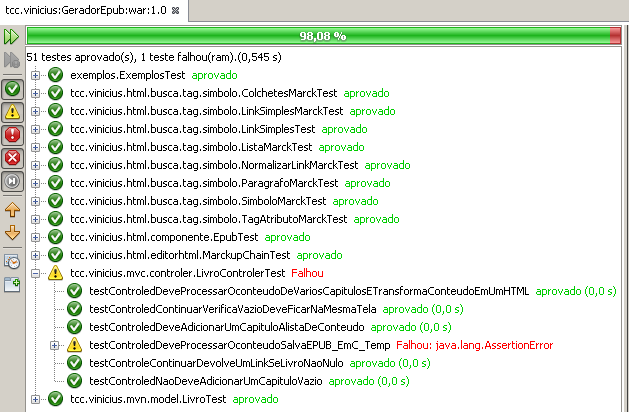 tcc.vinicius:GeradorEpub:war:1.0
98,08 %
51 testes aprovado(s), 1 teste falhou(ram).(0,545 s)
exemplos.ExemplosTest aprovado
tcc.vinicius.html.busca.tag.simbolo.ColchetesMarckTest aprovado
tcc.vinicius.html.busca.tag.simbolo.LinkSimplesMarckTest aprovado
tcc.vinicius.html.busca.tag.simbolo.LinkSimplesTest aprovado
tcc.vinicius.html.busca.tag.simbolo.ListaMarckTest aprovado
tcc.vinicius.html.busca.tag.simbolo.NormalizarLinkMarckTest aprovado
tcc.vinicius.html.busca.tag.simbolo.ParagrafoMarckTest aprovado
tcc.vinicius.html.busca.tag.simbolo.SimboloMarckTest aprovado
tcc.vinicius.html.busca.tag.simbolo.TagAtributoMarckTest aprovado
tcc.vinicius.html.componente.EpubTest aprovado
tcc.vinicius.html.editorhtml.MarckupChainTest aprovado
tcc.vinicius.mvc.controler.LivroControlerTest Falhou
testControledDeveProcessarOconteudoDeVariosCapitulosETransformaConteudoEmUmHTML aprovado (0,0 s)
testControledContinuarVerificaVazioDeveFicarNaMesmaTela aprovado (0,0 s)
testControledDeveAdicionarUmCapituloAlistaDeConteudo aprovado (0,0 s)
testControledDeveProcessarOconteudoSalvaEPUB_EmC_Temp Falhou: java.lang.AssertionError
testControleContinuarDevolveUmLinkSeLivroNaoNulo aprovado (0,0 s)
testControledNaoDeveAdicionarUmCapituloVazio aprovado (0,0 s)
tcc.vinicius.mvn.model.LivroTest aprovado